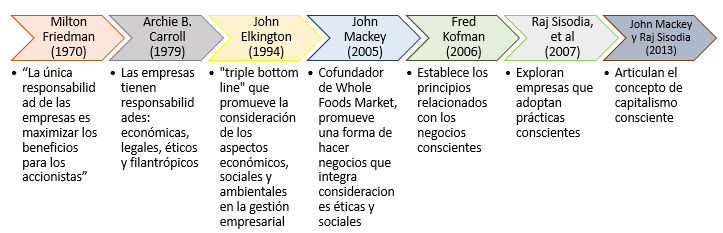 Milton
Friedman
(1970)
Archie B.
Carroll
(1979)
John
Elkington
(1994)
John
Mackey
(2005)
Fred
Kofman
(2006)
Raj Sisodia,
et al
(2007)
John Mackey
y Raj Sisodia
(2013)
• “La única
responsabilid
ad de las
empresas es
maximizar los
beneficios
para los
accionistas”
• Las empresas
tienen
responsabilid
ades:
económicas,
legales, éticos
y filantrópicos
• "triple bottom
line" que
promueve la
consideración
de los
aspectos
económicos,
sociales y
ambientales
en la gestión
empresarial
• Cofundador
de Whole
Foods Market,
promueve
una forma de
hacer
negocios que
integra
consideracion
es éticas y
sociales
• Establece los
principios
relacionados
con los
negocios
conscientes
• Exploran
empresas que
adoptan
prácticas
conscientes
• Articulan el
concepto de
capitalismo
consciente